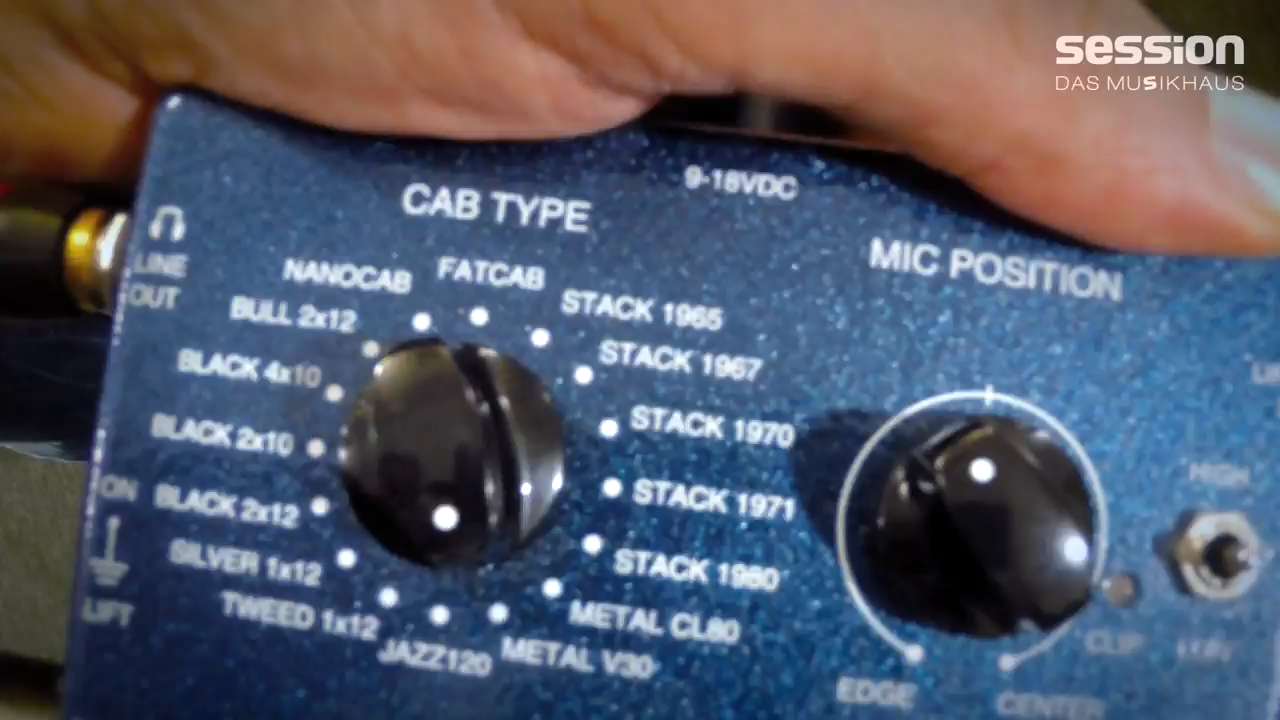 session
DAS MUSIKHAUS
9-18VDC
CAB TYPE
MIC POSITION
LINE
OUT
NANOCAB
FATCAB
BULL 2x12
STACK 1965
BLACK 4x10
STACK 1967
BLACK 2x10
STACK 1970
ON
BLACK 2x12
STACK 1971
HIGH
SILVER 1x12
STACK 1960
LIFT
TWEED 1x12
METAL CL80
CLIP
LOW
JAZZ120
METAL V30
EDGE
CENTER